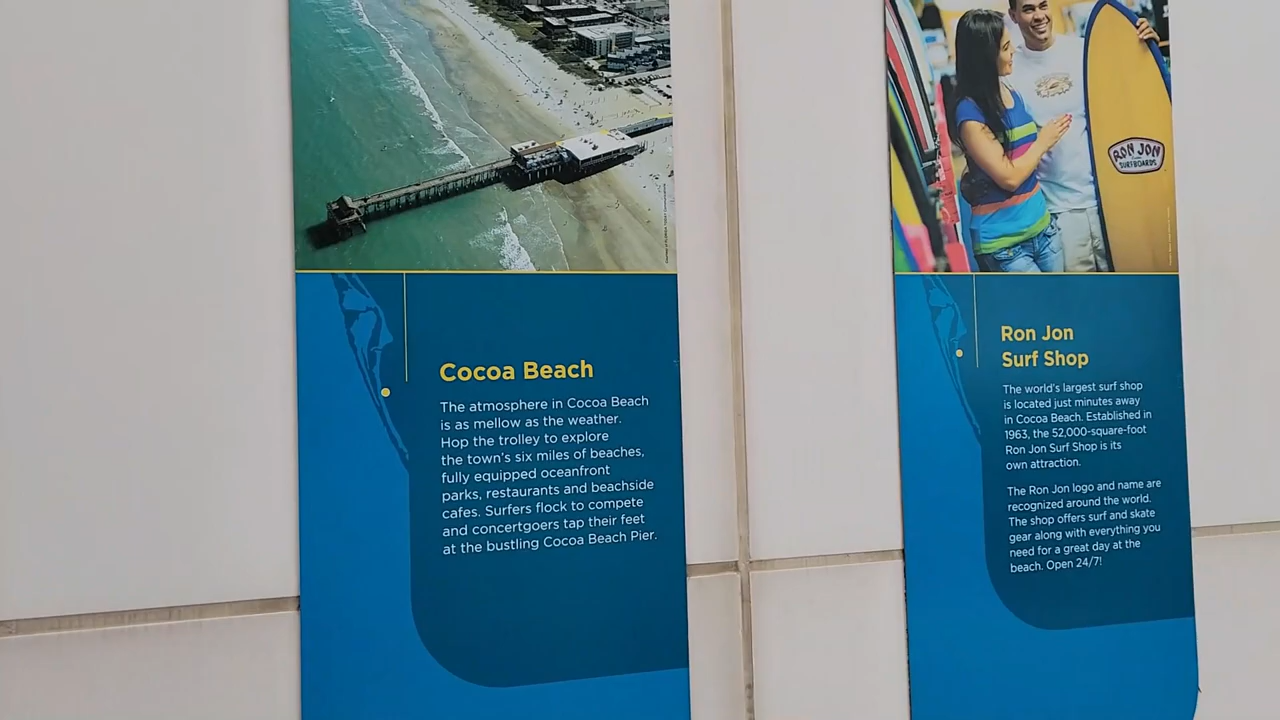 Cocoa Beach
The atmosphere in Cocoa Beach
is as mellow as the weather.
Hop the trolley to explore
the town's six miles of beaches,
fully equipped oceanfront
parks, restaurants and beachside
cafes. Surfers flock to compete
and concertgoers tap their feet
at the bustling Cocoa Beach Pier.
RON JON
SURFBOARDS
Ron Jon
Surf Shop
The world's largest surf shop
is located just minutes away
in Cocoa Beach. Established in
1963, the 52,000-square-foot
Ron Jon Surf Shop is its
own attraction.
The Ron Jon logo and name are
recognized around the world.
The shop offers surf and skate
gear along with everything you
need for a great day at the
beach. Open 24/7!